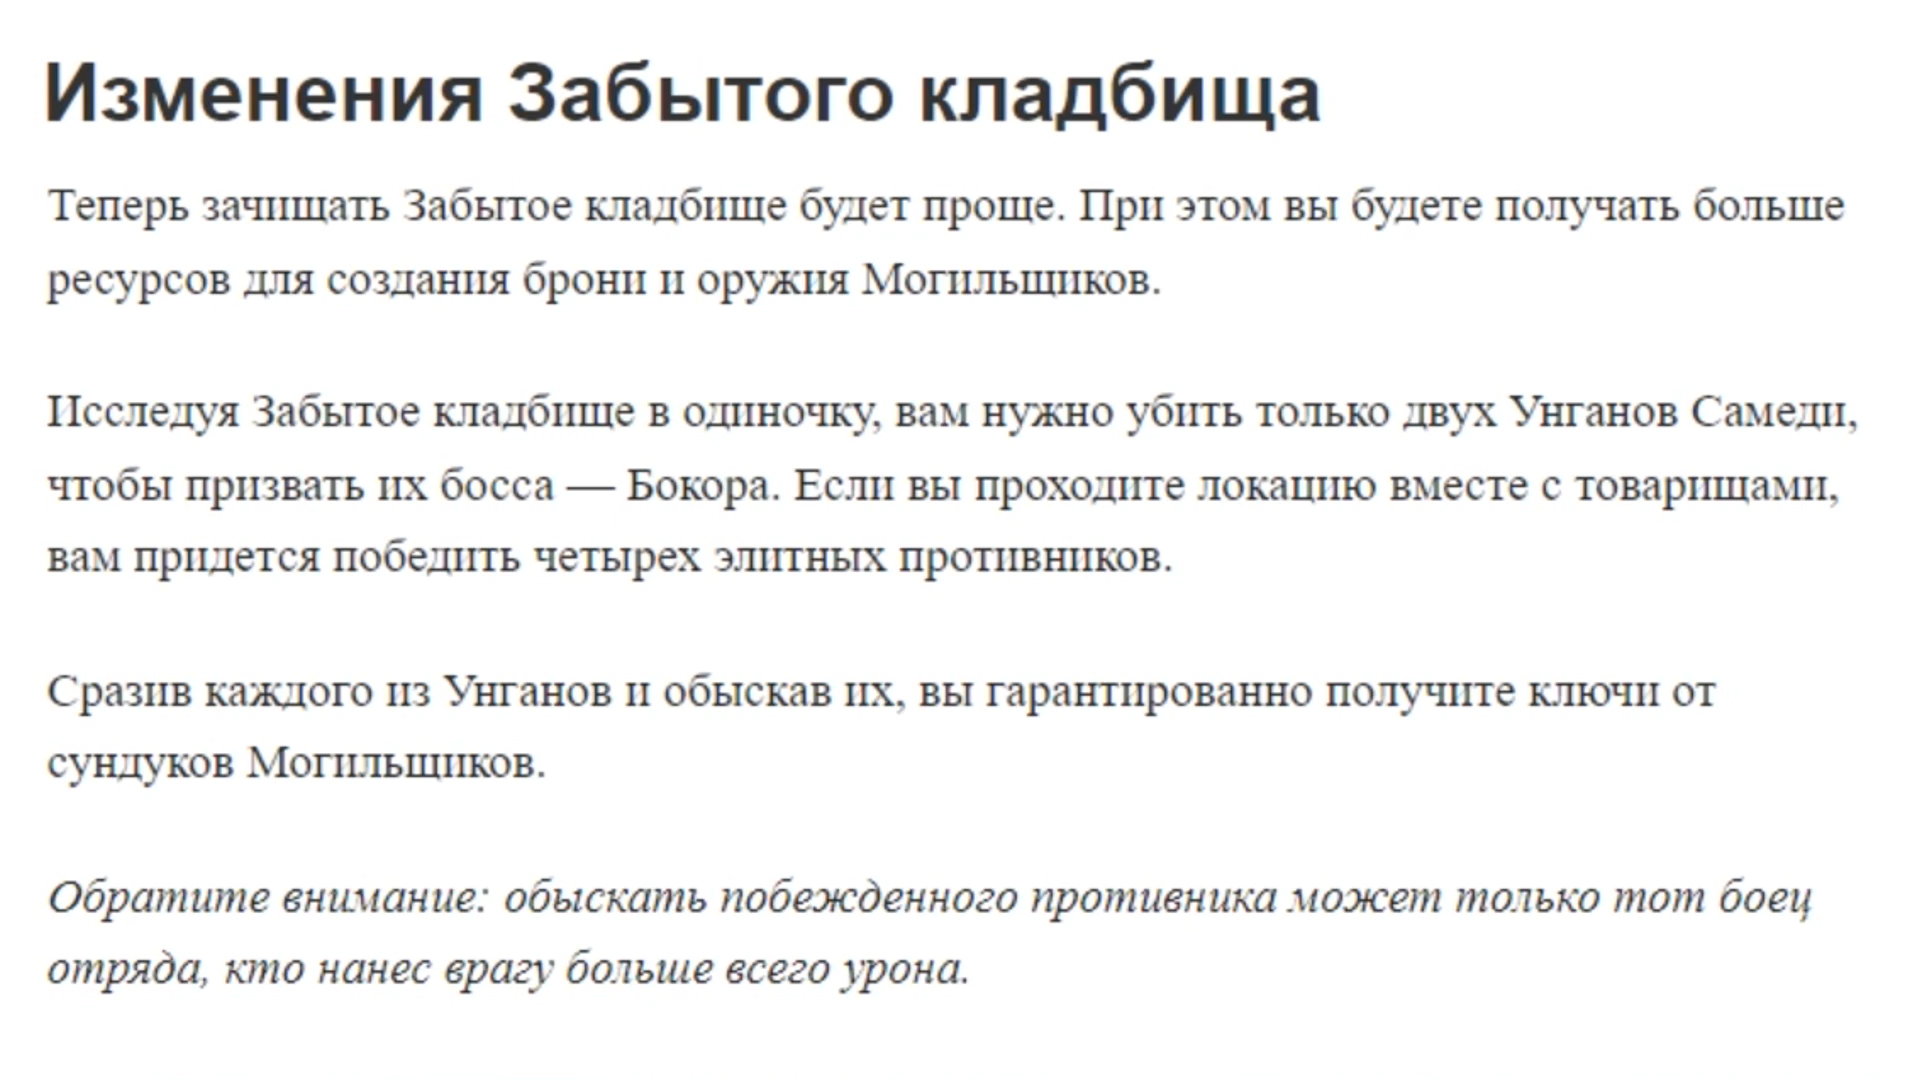 Изменения Забытого кладбища
Теперь зачищать Забытое кладбище будет проще. При этом вы будете получать больше
ресурсов для создания брони и оружия Могильщиков.
Исследуя Забытое кладбище в одиночку, вам нужно убить только двух Унганов Самеди,
чтобы призвать их босса — Бокора. Если вы проходите локацию вместе с товарищами,
вам придется победить четырех элитных противников.
Сразив каждого из Унганов и обыскав их, вы гарантированно получите ключи от
сундуков Могильщиков.
Обратите внимание: обыскать побежденного противника может только тот боец
отряда, кто нанес врагу больше всего урона.